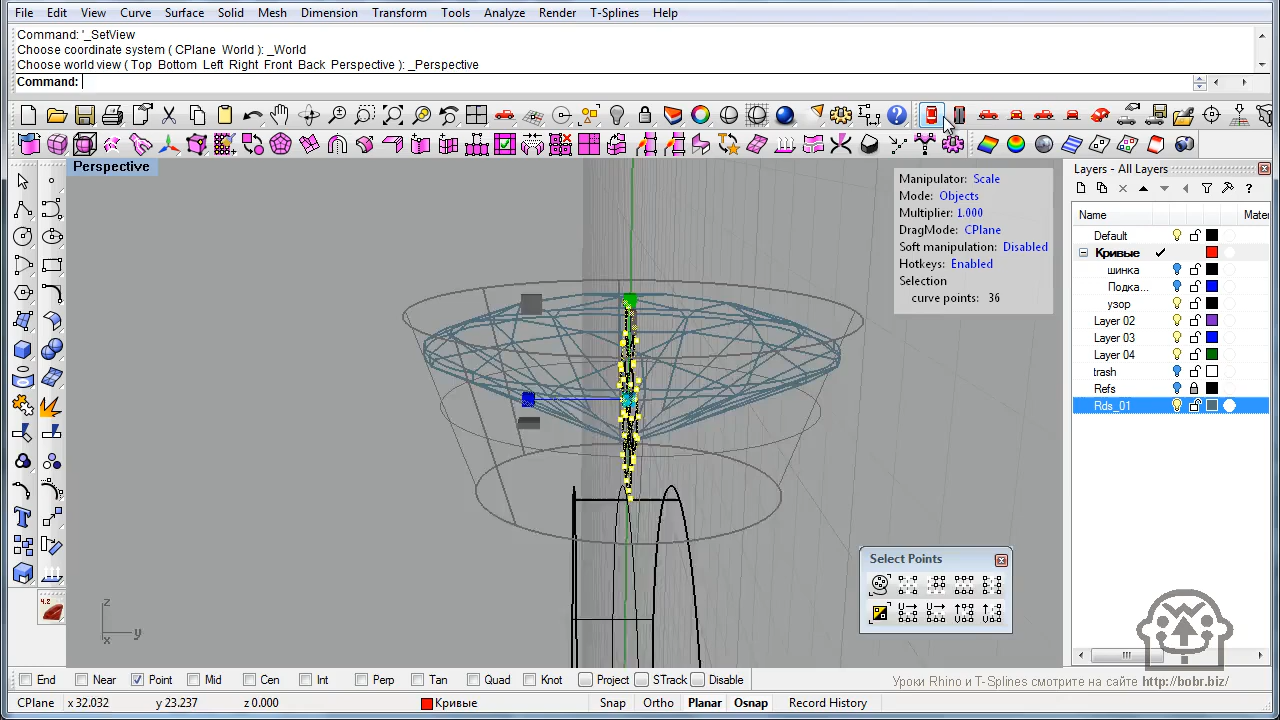 File Edit View Curve Surface Solid Mesh Dimension Transform Tools Analyze Render T-Splines Help
Command: '_SetView
Choose coordinate system ( CPlane World ): _World
Choose world view ( Top Bottom Left Right Front Back Perspective ): _Perspective
Command:
Perspective
Manipulator: Scale
Mode: Objects
Multiplier: 1.000
DragMode: CPlane
Soft manipulation: Disabled
Hotkeys: Enabled
Selection
curve points: 36
Layers - All Layers
Name Mater
Default
Кривые
шинка
Подка...
узор
Layer 02
Layer 03
Layer 04
trash
Refs
Rds_01
Select Points
4.2
z
x y
End Near Point Mid Cen Int Perp Tan Quad Knot Project STrack Disable
Уроки Rhino и T-Splines смотрите на сайте http://bobr.biz/
CPlane x 32.032 y 23.237 z 0.000 Кривые Snap Ortho Planar Osnap Record History